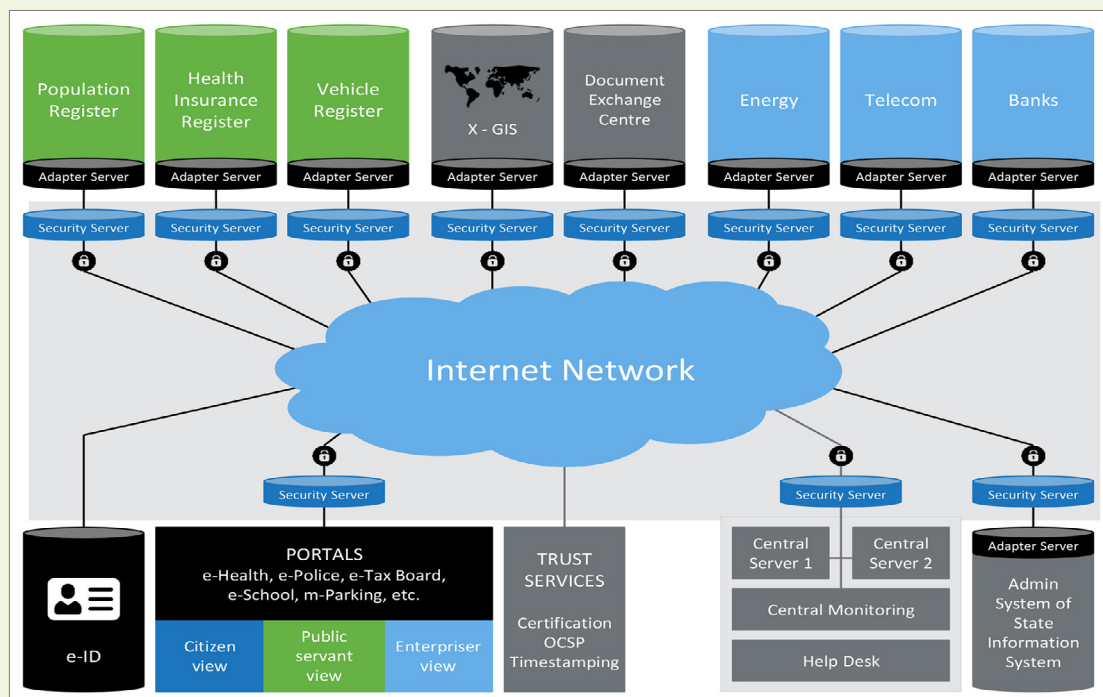 Population
Register
Health
Insurance
Register
Vehicle
Register
X - GIS
Document
Exchange
Centre
Energy
Telecom
Banks
Adapter Server
Adapter Server
Adapter Server
Adapter Server
Adapter Server
Adapter Server
Adapter Server
Adapter Server
Security Server
Security Server
Security Server
Security Server
Security Server
Security Server
Security Server
Security Server
Internet Network
Security Server
Security Server
Security Server
e-ID
PORTALS
e-Health, e-Police, e-Tax Board,
e-School, m-Parking, etc.
Citizen
view
Public
servant
view
Enterpriser
view
TRUST
SERVICES
Certification
OCSP
Timestamping
Central
Server 1
Central
Server 2
Central Monitoring
Help Desk
Adapter Server
Admin
System of
State
Information
System